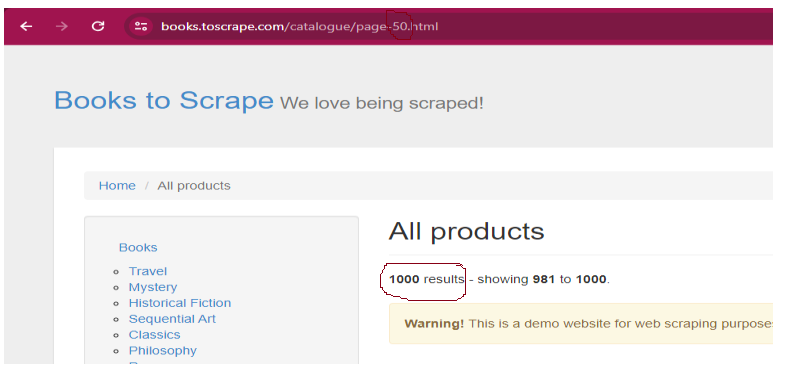 books.toscrape.com/catalogue/page-50.html
Books to Scrape We love being scraped!
Home / All products
Books
Travel
Mystery
Historical Fiction
Sequential Art
Classics
Philosophy
All products
1000 results - showing 981 to 1000.
Warning! This is a demo website for web scraping purposes